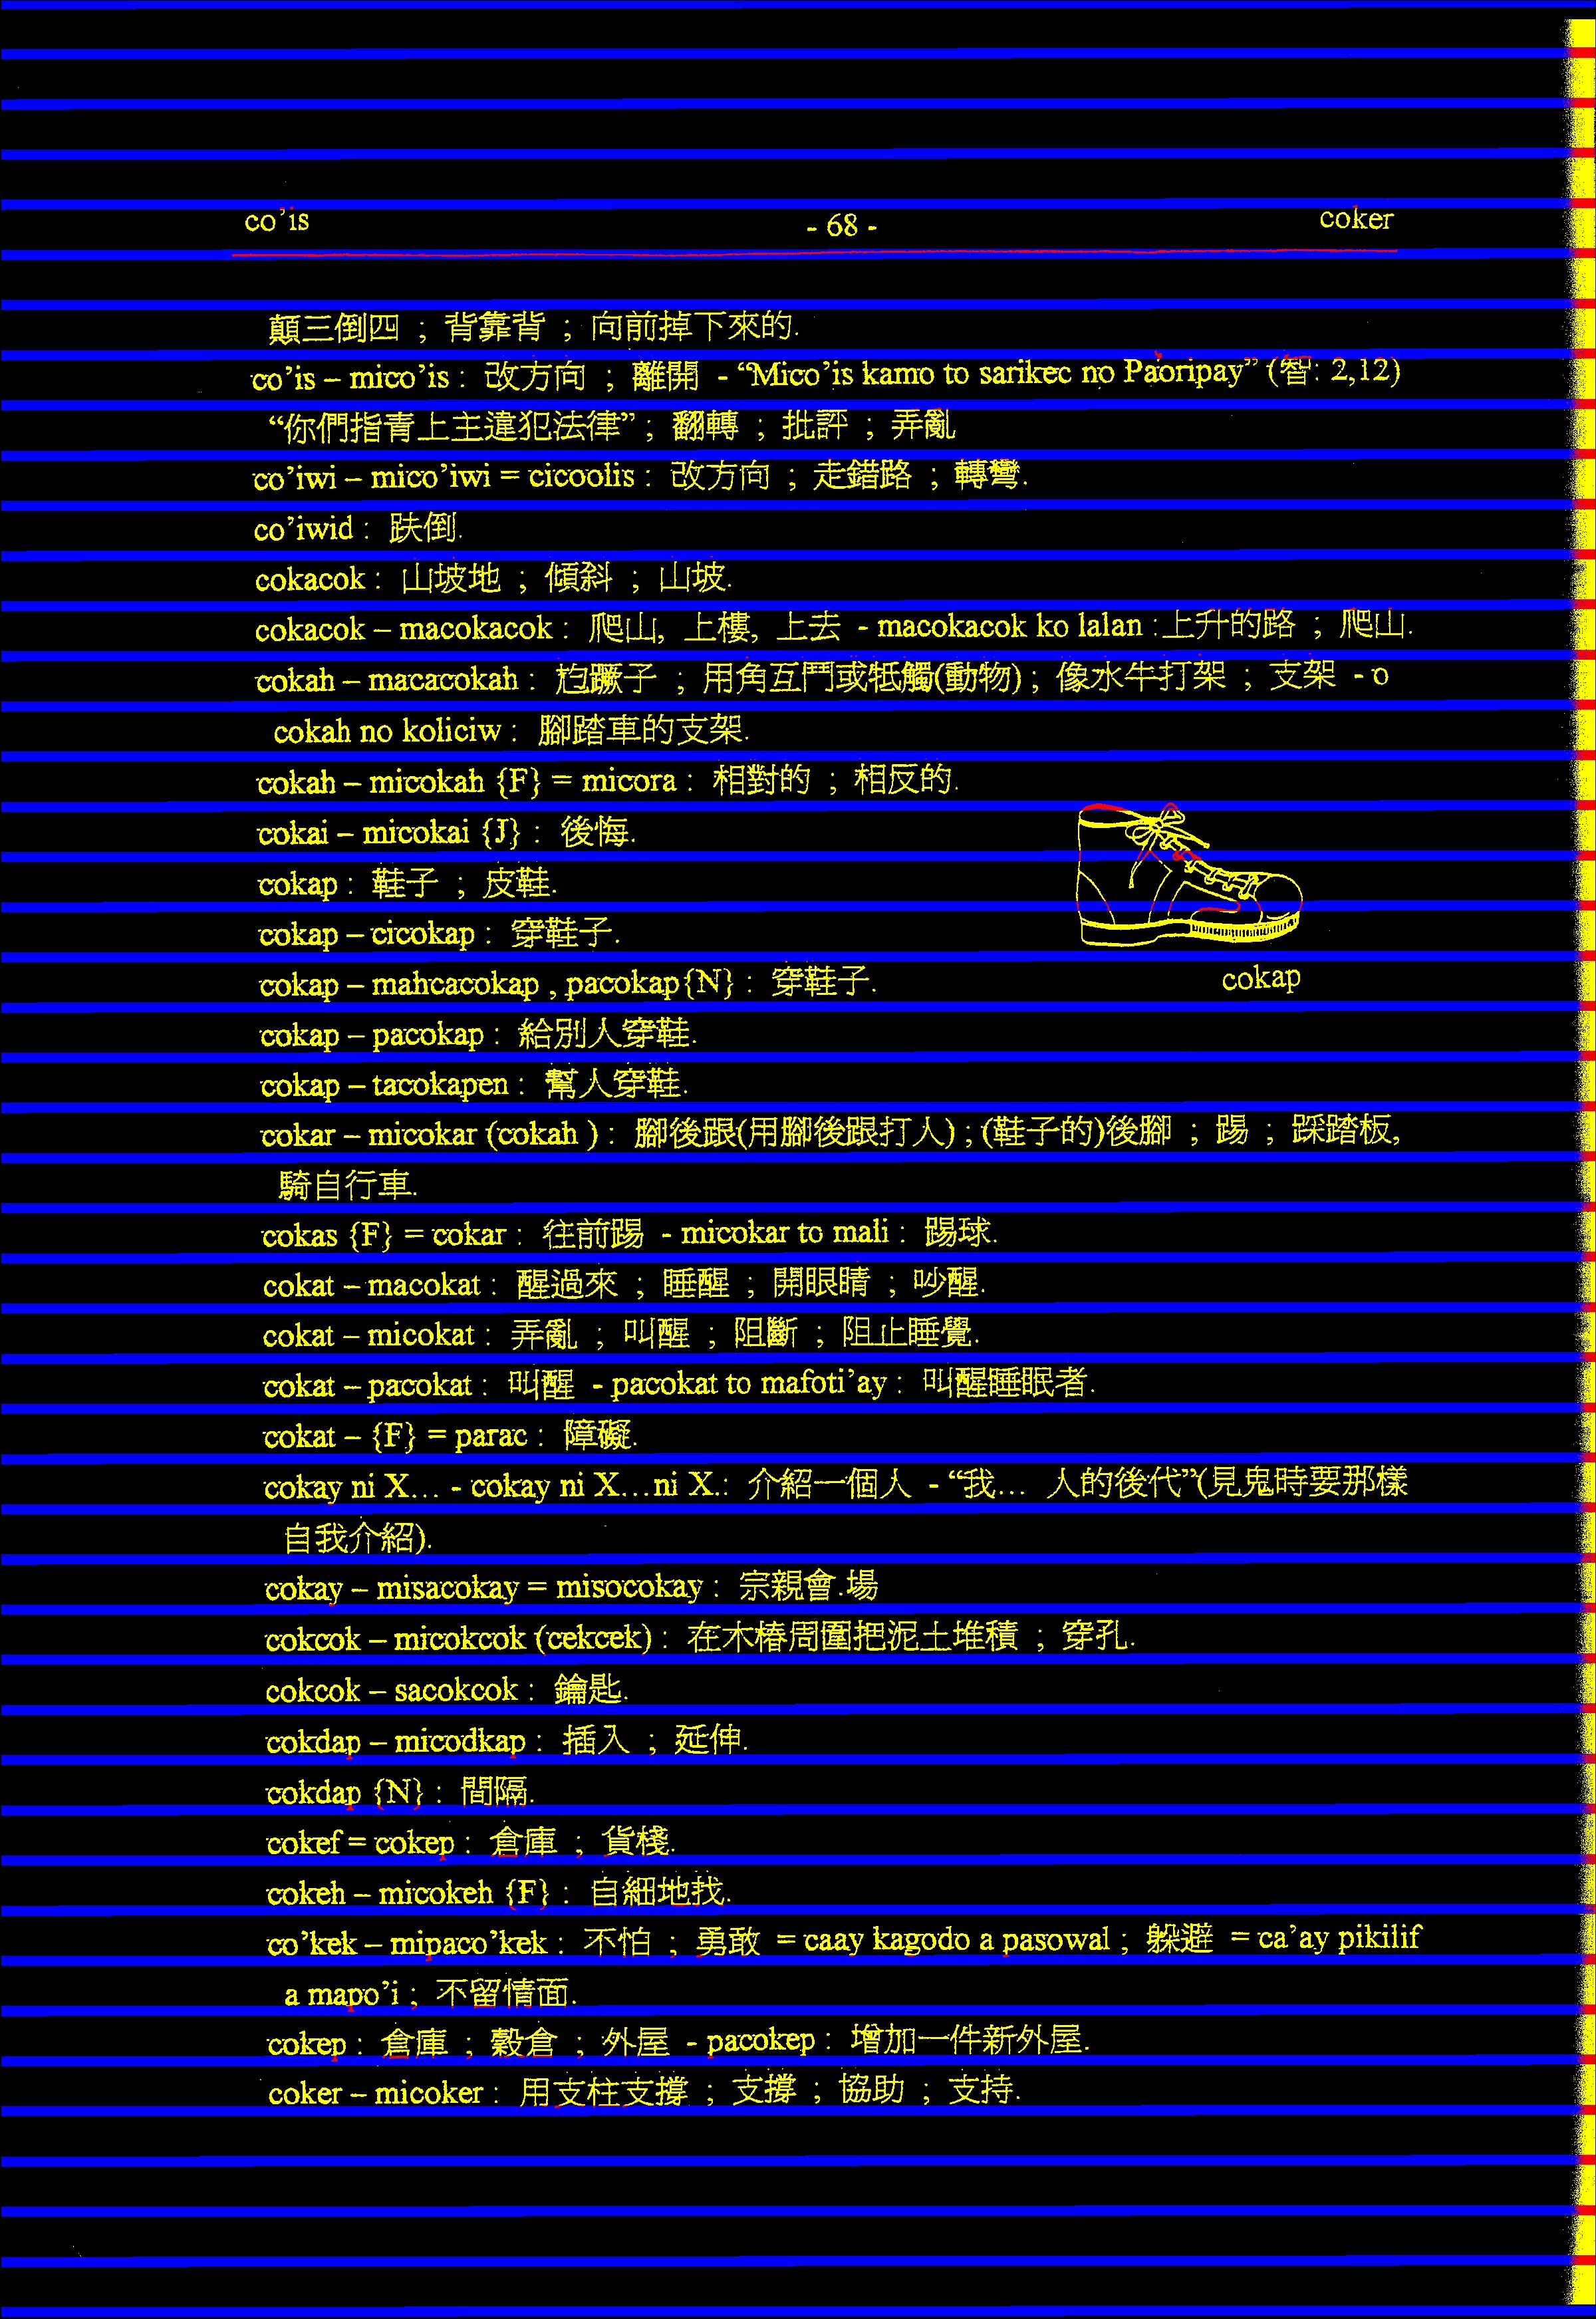 co’is - 68 - coker
顛三倒四 ; 背靠背 ; 向前掉下來的.
co’is – mico’is : 改方向 ; 離開 - “Mico’is kamo to sarikec no Pa'oripay” (智: 2,12)
“你們指青上主違犯法律” ; 翻轉 ; 批評 ; 弄亂
co’iwi – mico’iwi = cicoolis : 改方向 ; 走錯路 ; 轉彎.
co’iwid : 趺倒.
cokacok : 山坡地 ; 傾斜 ; 山坡.
cokacok – macokacok : 爬山, 上樓, 上去 - macokacok ko lalan :上升的路 ; 爬山.
cokah – macacokah : 尥蹶子 ; 用角互鬥或牴觸(動物) ; 像水牛打架 ; 支架 - o
cokah no koliciw : 腳踏車的支架.
cokah – micokah {F} = micora : 相對的 ; 相反的.
cokai – micokai {J} : 後悔.
cokap : 鞋子 ; 皮鞋.
cokap – cicokap : 穿鞋子.
cokap – mahcacokap , pacokap{N} : 穿鞋子.
cokap
cokap – pacokap : 給別人穿鞋.
cokap – tacokapen : 幫人穿鞋.
cokar – micokar (cokah ) : 腳後跟(用腳後跟打人) ; (鞋子的)後腳 ; 踢 ; 踩踏板,
騎自行車.
cokas {F} = cokar : 往前踢 - micokar to mali : 踢球.
cokat – macokat : 醒過來 ; 睡醒 ; 開眼睛 ; 吵醒.
cokat – micokat : 弄亂 ; 叫醒 ; 阻斷 ; 阻止睡覺.
cokat – pacokat : 叫醒 - pacokat to mafoti’ay : 叫醒睡眠者.
cokat – {F} = parac : 障礙.
cokay ni X... - cokay ni X...ni X.: 介紹一個人 - “我... 人的後代”(見鬼時要那樣
自我介紹).
cokay – misacokay = misocokay : 宗親會.場
cokcok – micokcok (cekcek) : 在木樁周圍把泥土堆積 ; 穿孔.
cokcok – sacokcok : 鑰匙.
cokdap – micodkap : 插入 ; 延伸.
cokdap {N} : 間隔.
cokef = cokep : 倉庫 ; 貨棧.
cokeh – micokeh {F} : 自細地找.
co’kek – mipaco’kek : 不怕 ; 勇敢 = caay kagodo a pasowal ; 躲避 = ca’ay pikilif
a mapo’i ; 不留情面.
cokep : 倉庫 ; 穀倉 ; 外屋 - pacokep : 增加一件新外屋.
coker – micoker : 用支柱支撐 ; 支撐 ; 協助 ; 支持.